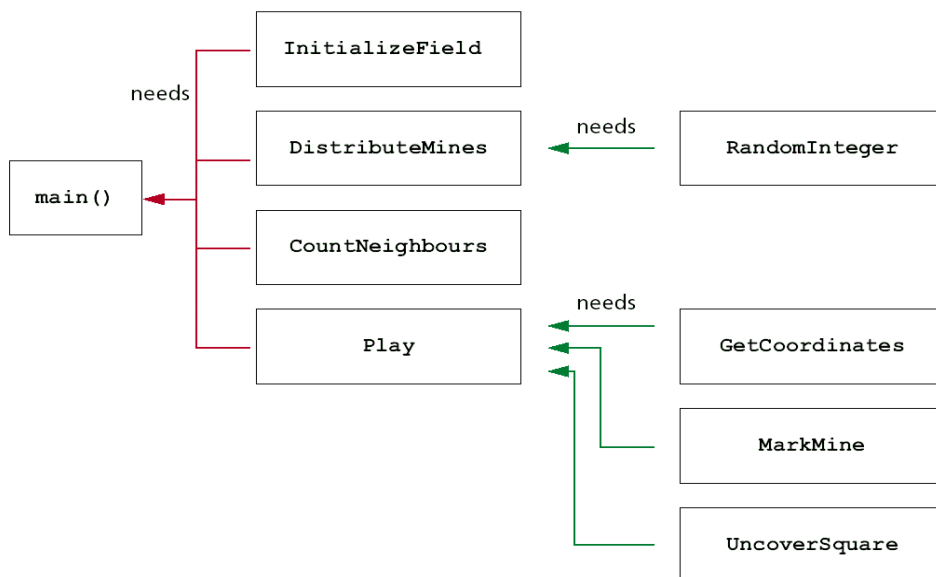 InitializeField
needs
DistributeMines
needs
RandomInteger
main()
CountNeighbours
needs
Play
GetCoordinates
MarkMine
UncoverSquare